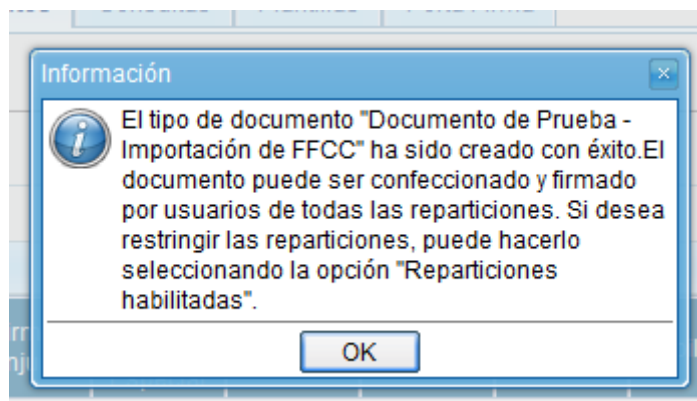 Información
El tipo de documento "Documento de Prueba -
Importación de FFCC" ha sido creado con éxito.El
documento puede ser confeccionado y firmado
por usuarios de todas las reparticiones. Si desea
restringir las reparticiones, puede hacerlo
seleccionando la opción "Reparticiones
habilitadas".
OK